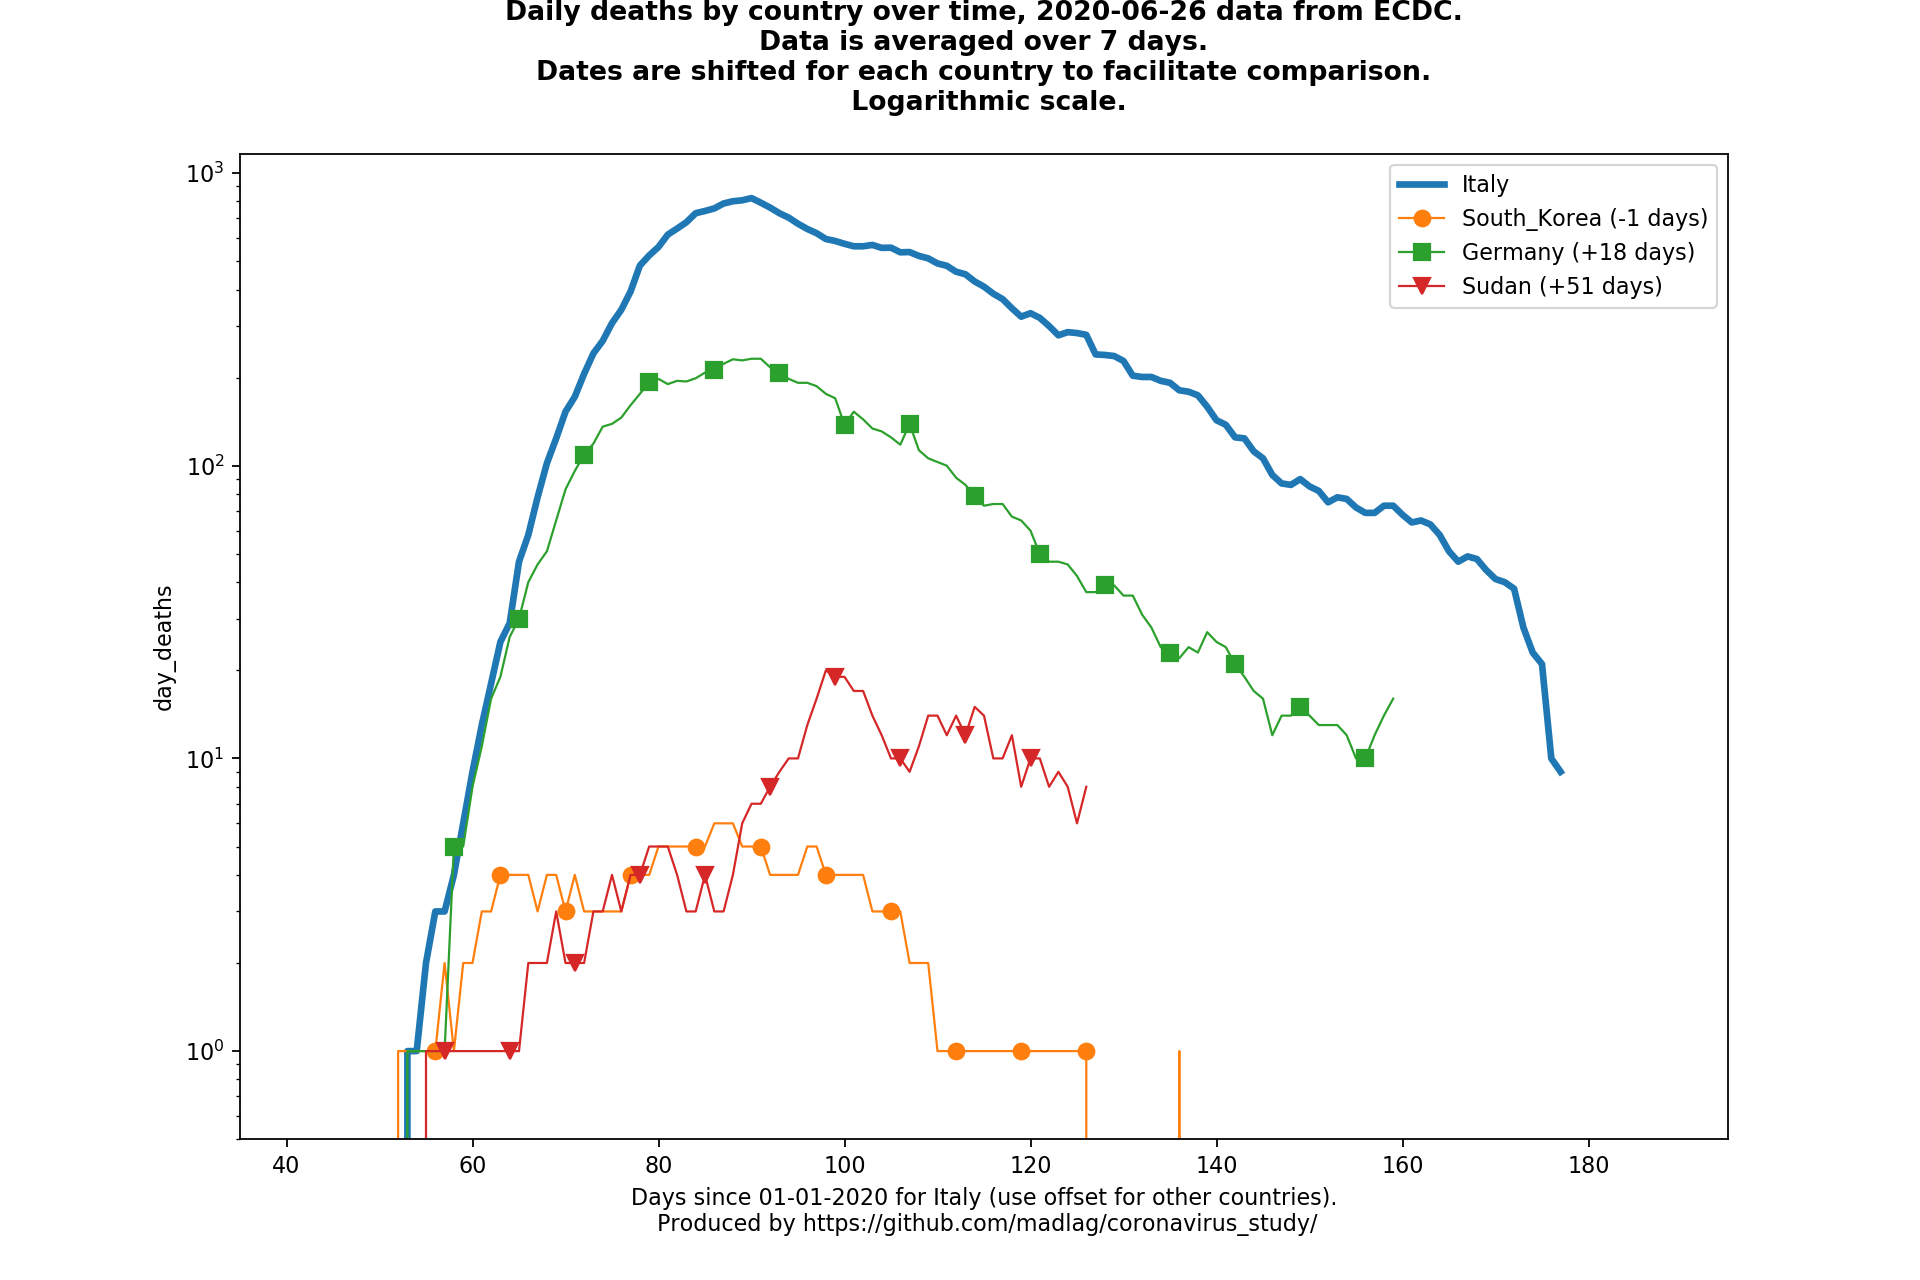 Daily deaths by country over time, 2020-06-26 data from ECDC.
Data is averaged over 7 days.
Dates are shifted for each country to facilitate comparison.
Logarithmic scale.
10³
10²
10¹
10⁰
day_deaths
Italy
South_Korea (-1 days)
Germany (+18 days)
Sudan (+51 days)
40 60 80 100 120 140 160 180
Days since 01-01-2020 for Italy (use offset for other countries).
Produced by https://github.com/madlag/coronavirus_study/